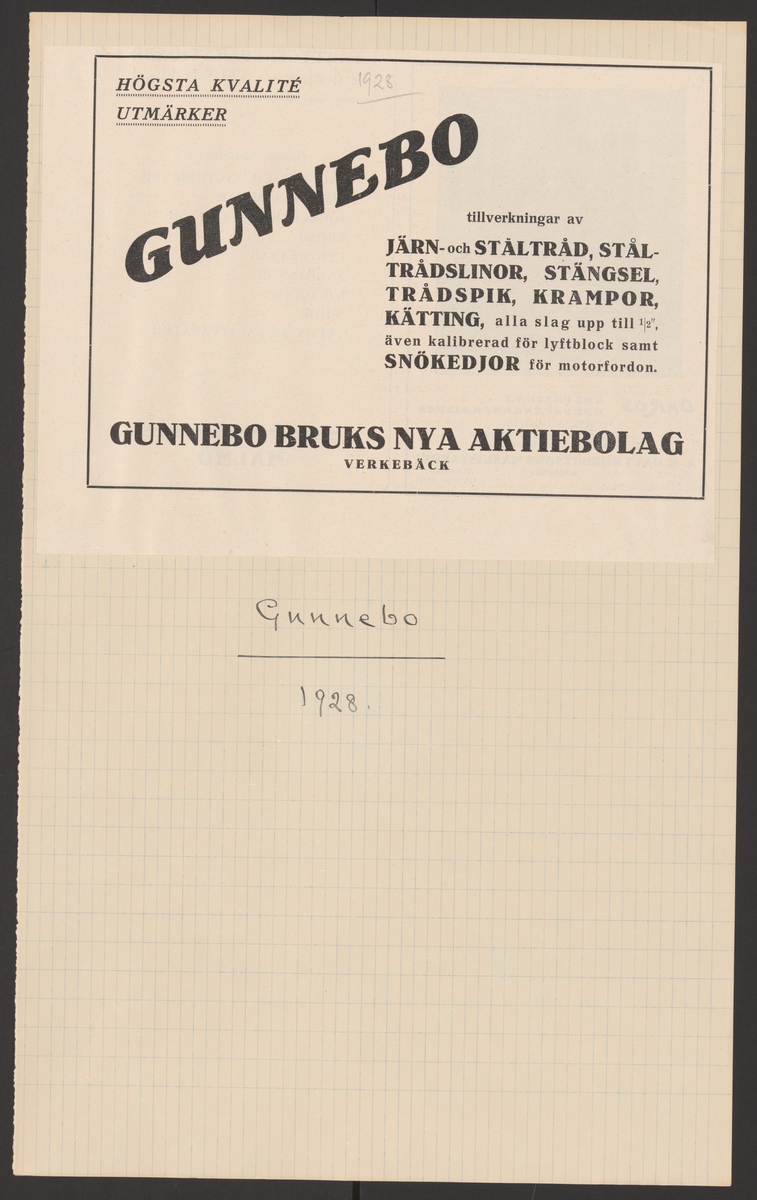 HÖGSTA KVALITÉ
1928
UTMÄRKER
GUNNEBO
tillverkningar av
JÄRN- och STÅLTRÅD, STÅL-
TRÅDSLINOR, STÄNGSEL,
TRÅDSPIK, KRAMPOR,
KÄTTING, alla slag upp till 1/2",
även kalibrerad för lyftblock samt
SNÖKEDJOR för motorfordon.
GUNNEBO BRUKS NYA AKTIEBOLAG
VERKEBÄCK
Gunnebo
1928.